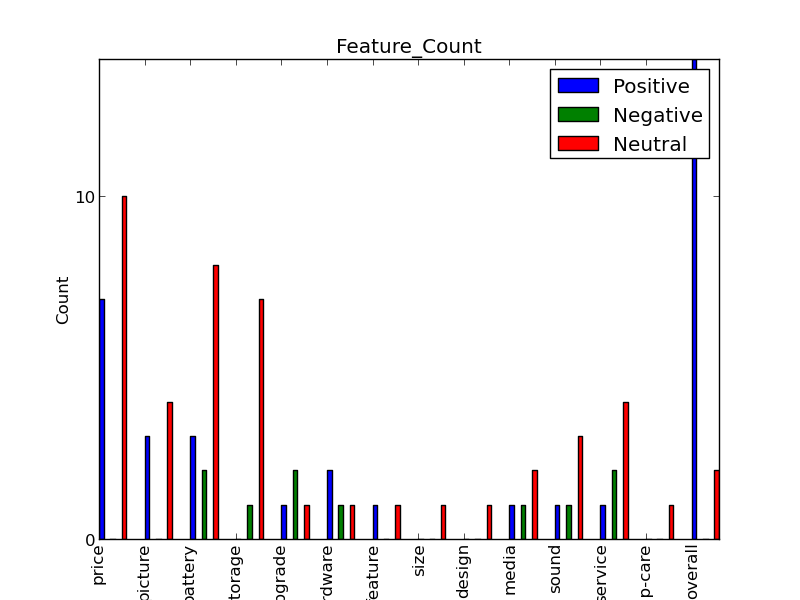 Feature_Count
Positive
Negative
Neutral
10
Count
0
price
picture
battery
torage
pgrade
rdware
feature
size
design
media
sound
service
p-care
overall